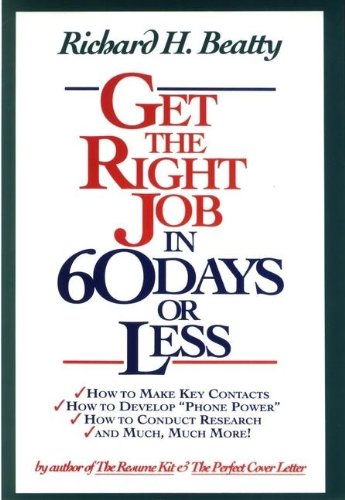 Richard H. Beatty
GET
THE
RIGHT
JOB
IN
60 DAYS
OR
LESS
✓HOW TO MAKE KEY CONTACTS
✓HOW TO DEVELOP "PHONE POWER"
✓HOW TO CONDUCT RESEARCH
✓AND MUCH, MUCH MORE!
by author of The Resume Kit & The Perfect Cover Letter